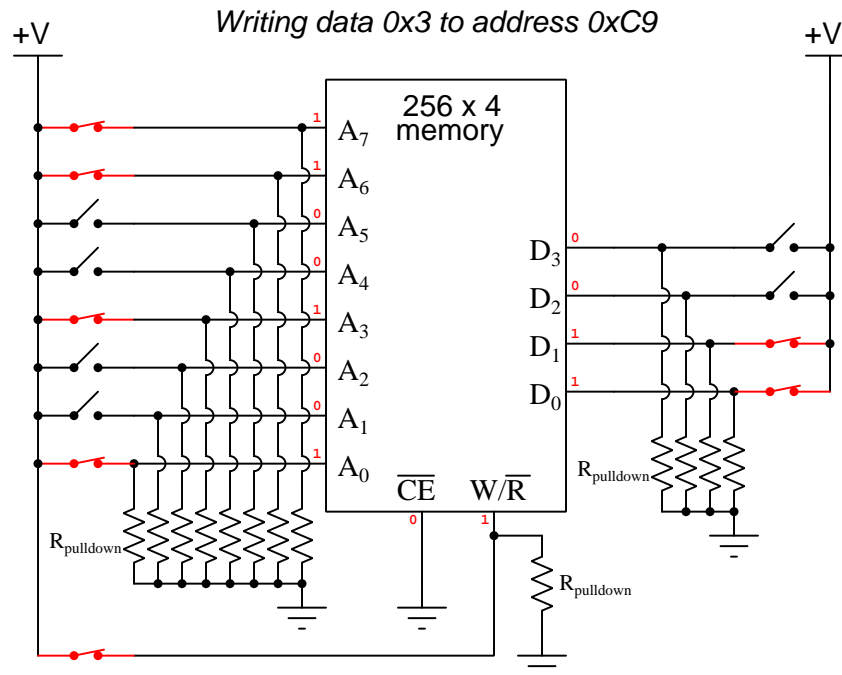 Writing data 0x3 to address 0xC9
+V
+V
256 x 4
memory
1
A7
1
A6
0
A5
0
A4
1
A3
0
A2
0
A1
1
A0
D3
0
D2
0
D1
1
D0
1
C̅E̅
W/R̅
0
1
Rpulldown
Rpulldown
Rpulldown